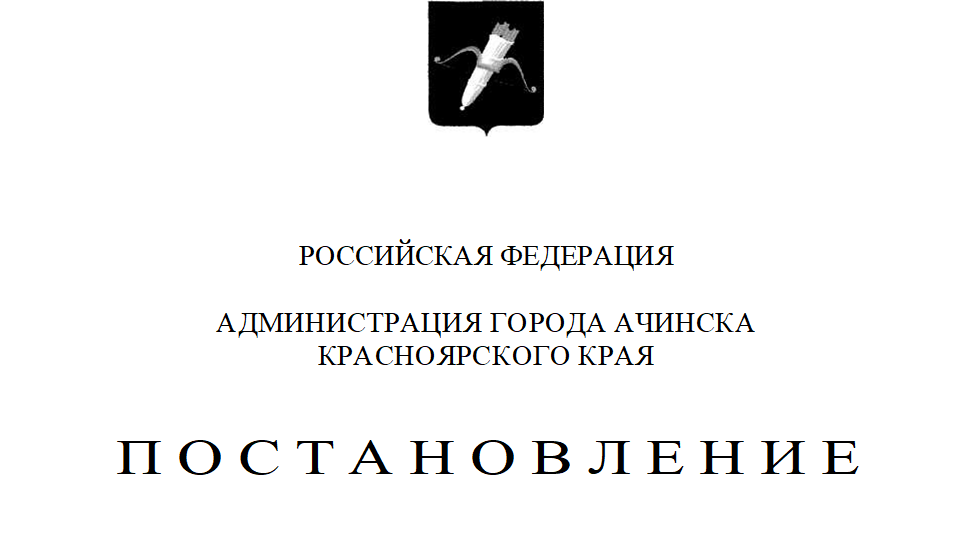 РОССИЙСКАЯ ФЕДЕРАЦИЯ
АДМИНИСТРАЦИЯ ГОРОДА АЧИНСКА
КРАСНОЯРСКОГО КРАЯ
П О С Т А Н О В Л Е Н И Е